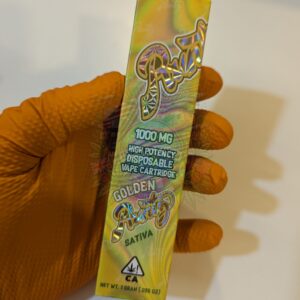 1000 MG
HIGH POTENCY
DISPOSABLE
VAPE CARTRIDGE
GOLDEN
SATIVA
CA
NET WT. 1 GRAM (.035 OZ)